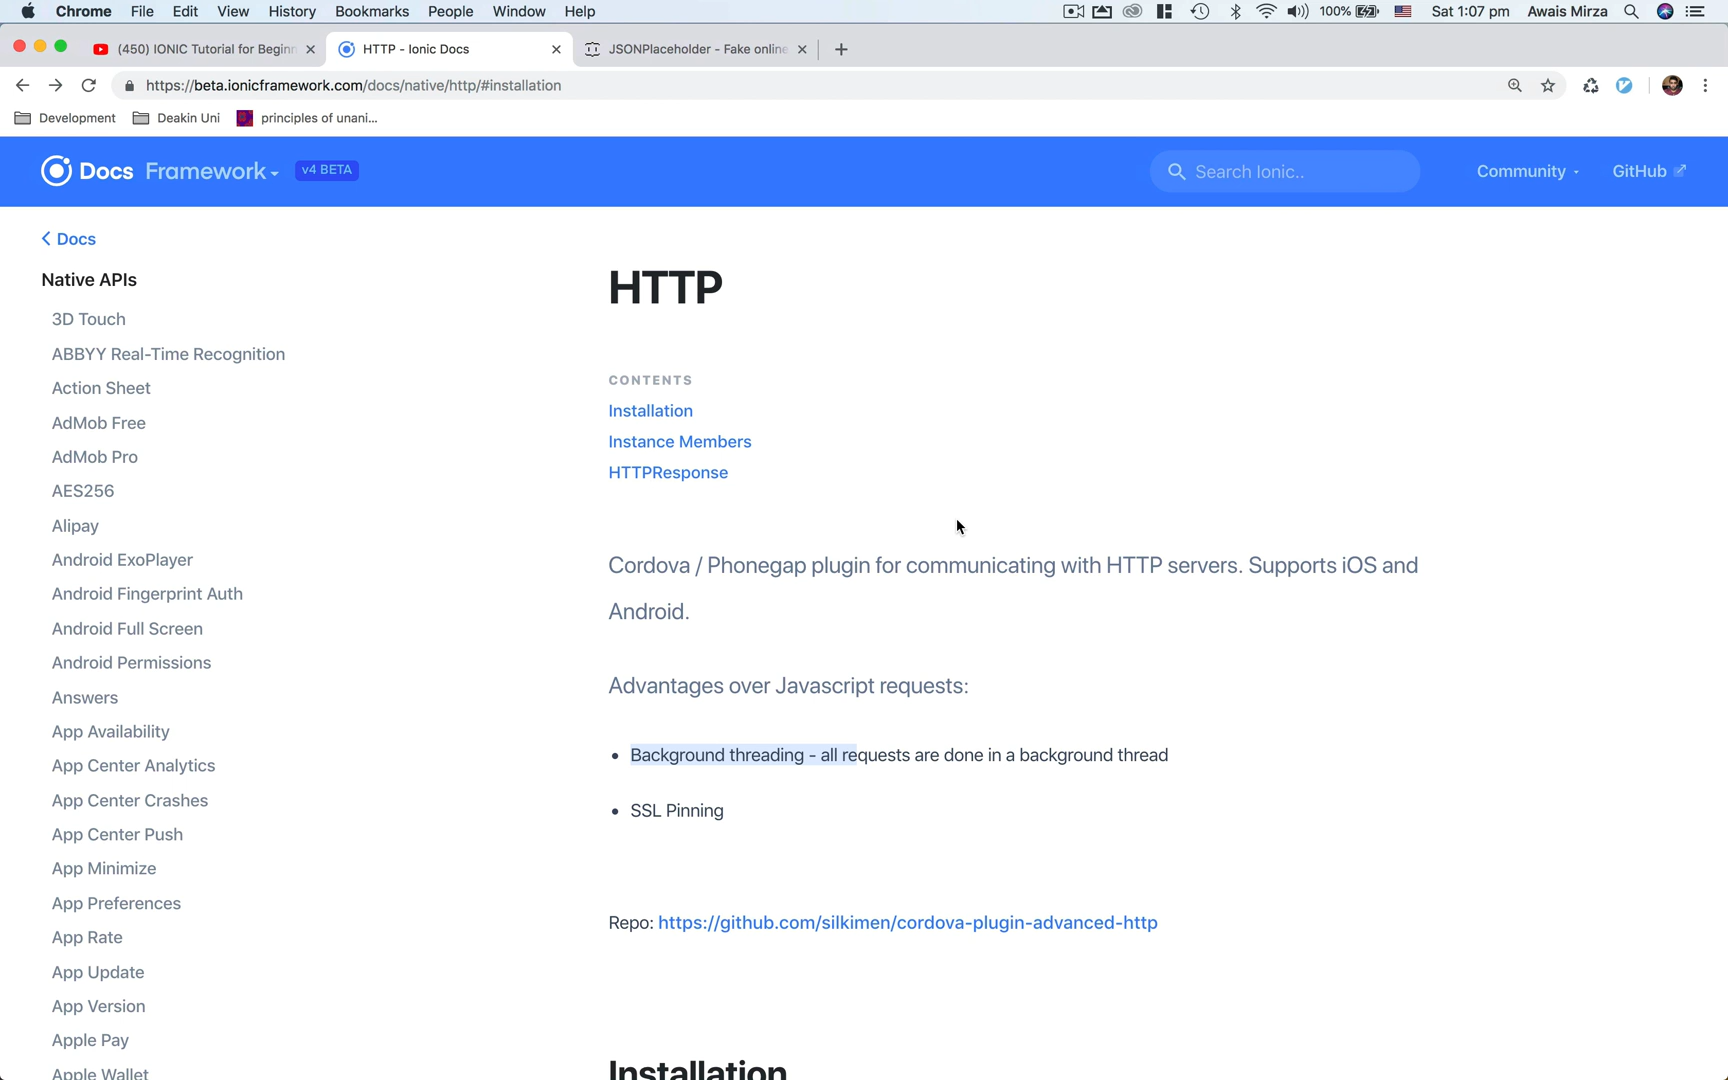 Chrome File Edit View History Bookmarks People Window Help 100% Sat 1:07 pm Awais Mirza
(450) IONIC Tutorial for Beginn HTTP - Ionic Docs JSONPlaceholder - Fake online
https://beta.ionicframework.com/docs/native/http/#installation
Development Deakin Uni principles of unani...
Docs Framework v4 BETA Search Ionic.. Community GitHub
Docs
Native APIs
3D Touch
ABBYY Real-Time Recognition
Action Sheet
AdMob Free
AdMob Pro
AES256
Alipay
Android ExoPlayer
Android Fingerprint Auth
Android Full Screen
Android Permissions
Answers
App Availability
App Center Analytics
App Center Crashes
App Center Push
App Minimize
App Preferences
App Rate
App Update
App Version
Apple Pay
Apple Wallet
HTTP
CONTENTS
Installation
Instance Members
HTTPResponse
Cordova / Phonegap plugin for communicating with HTTP servers. Supports iOS and
Android.
Advantages over Javascript requests:
• Background threading - all requests are done in a background thread
• SSL Pinning
Repo: https://github.com/silkimen/cordova-plugin-advanced-http
Installation